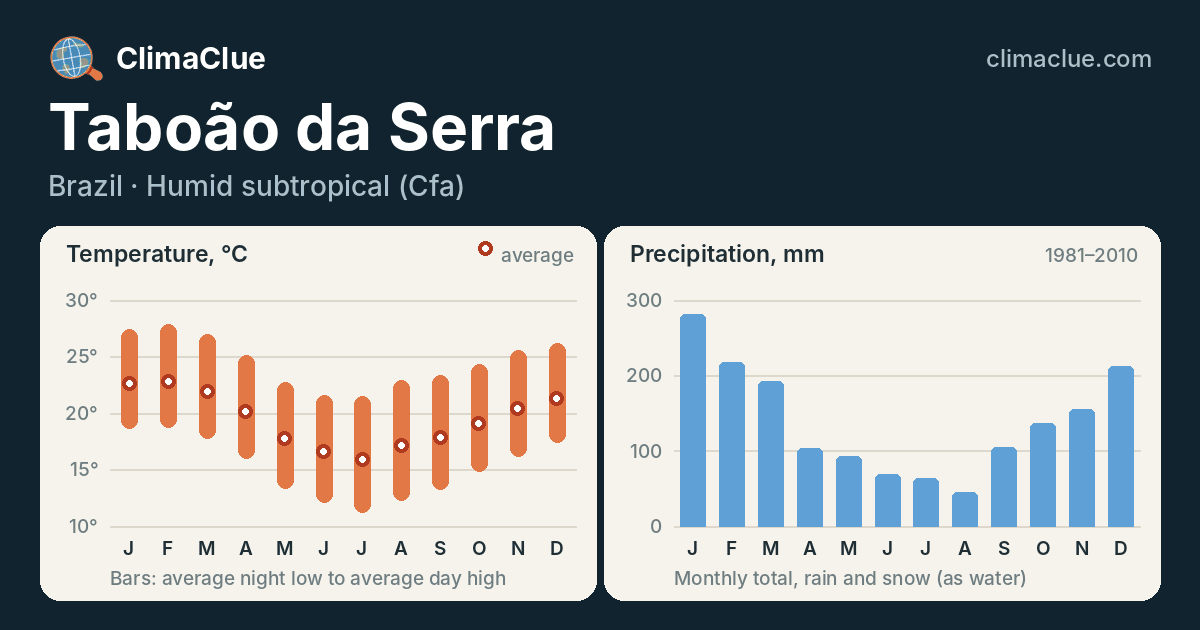 ClimaClue
climaclue.com
Taboão da Serra
Brazil · Humid subtropical (Cfa)
Temperature, °C
average
30°
25°
20°
15°
10°
J F M A M J J A S O N D
Bars: average night low to average day high
Precipitation, mm
1981–2010
300
200
100
0
J F M A M J J A S O N D
Monthly total, rain and snow (as water)